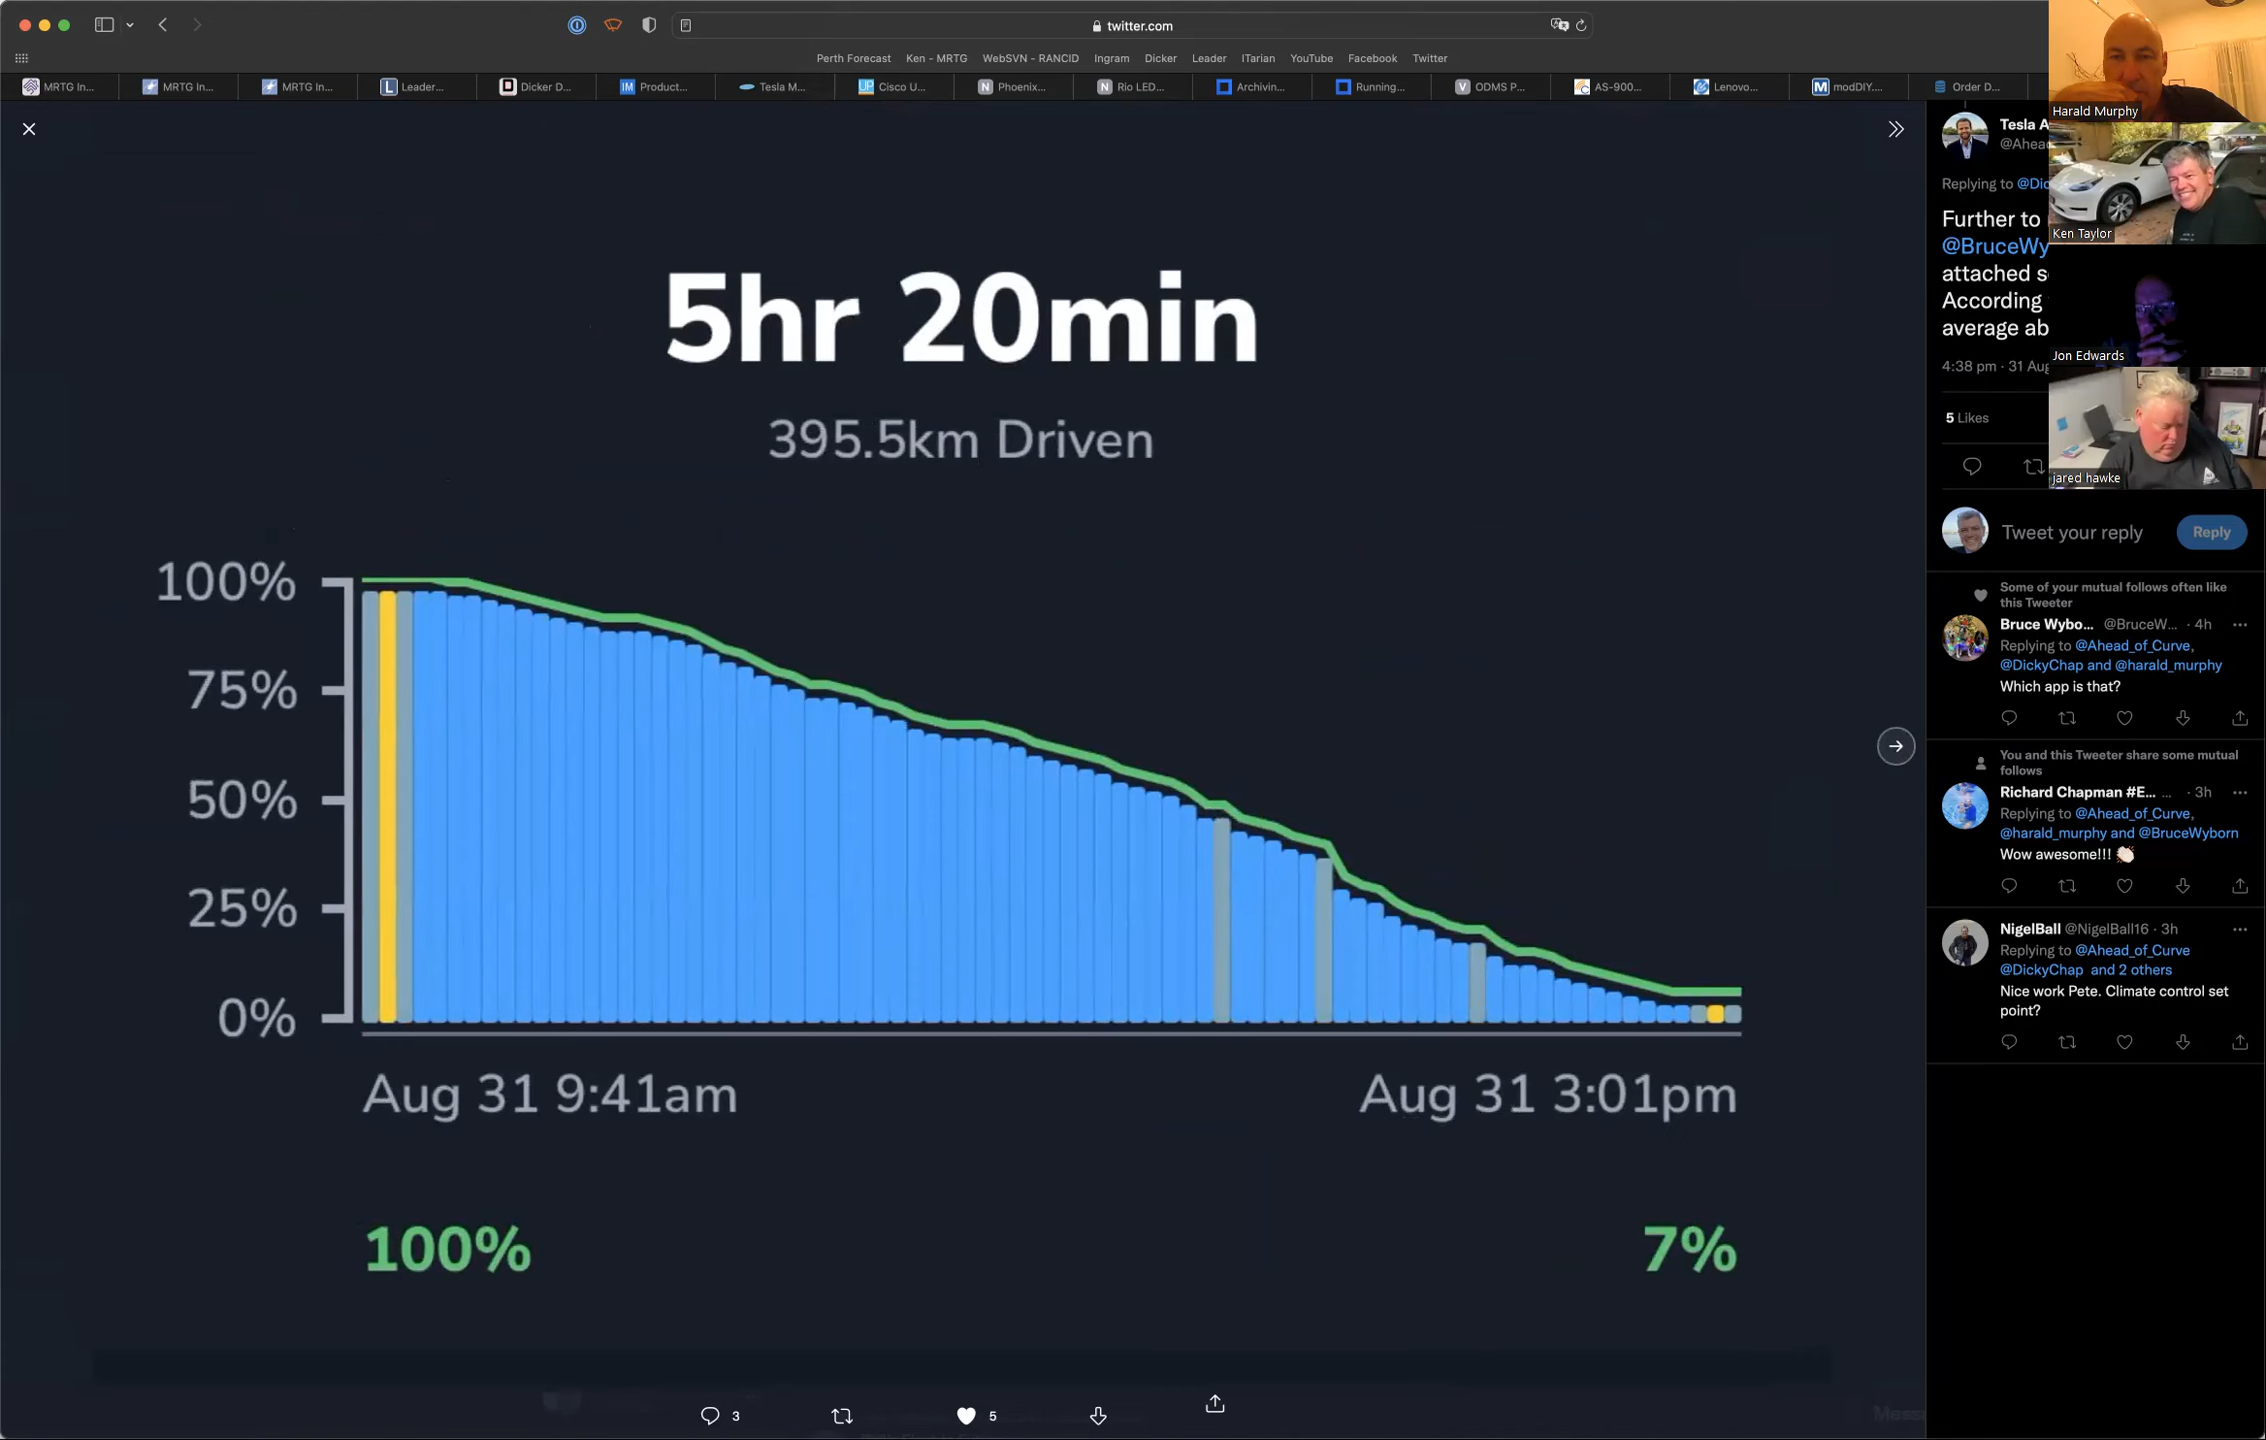 twitter.com
Perth Forecast Ken - MRTG WebSVN - RANCID Ingram Dicker Leader ITarian YouTube Facebook Twitter
MRTG In... MRTG In... MRTG In... Leader... Dicker D... Product... Tesla M... Cisco U... Phoenix... Rio LED... Archivin... Running... ODMS P... AS-900... Lenovo... modDIY.... Order D...
5hr 20min
395.5km Driven
100%
75%
50%
25%
0%
Aug 31 9:41am
Aug 31 3:01pm
100%
7%
3
5
Harald Murphy
Ken Taylor
Jon Edwards
jared hawke
Tesla A
@Ahea
Replying to @Dic
Further to
@BruceWy
attached s
According
average ab
4:38 pm · 31 Aug
5 Likes
Tweet your reply
Reply
Some of your mutual follows often like
this Tweeter
Bruce Wybo... @BruceW... · 4h
Replying to @Ahead_of_Curve,
@DickyChap and @harald_murphy
Which app is that?
You and this Tweeter share some mutual
follows
Richard Chapman #E... ... · 3h
Replying to @Ahead_of_Curve,
@harald_murphy and @BruceWyborn
Wow awesome!!! 👏🏻
NigelBall @NigelBall16 · 3h
Replying to @Ahead_of_Curve
@DickyChap and 2 others
Nice work Pete. Climate control set
point?